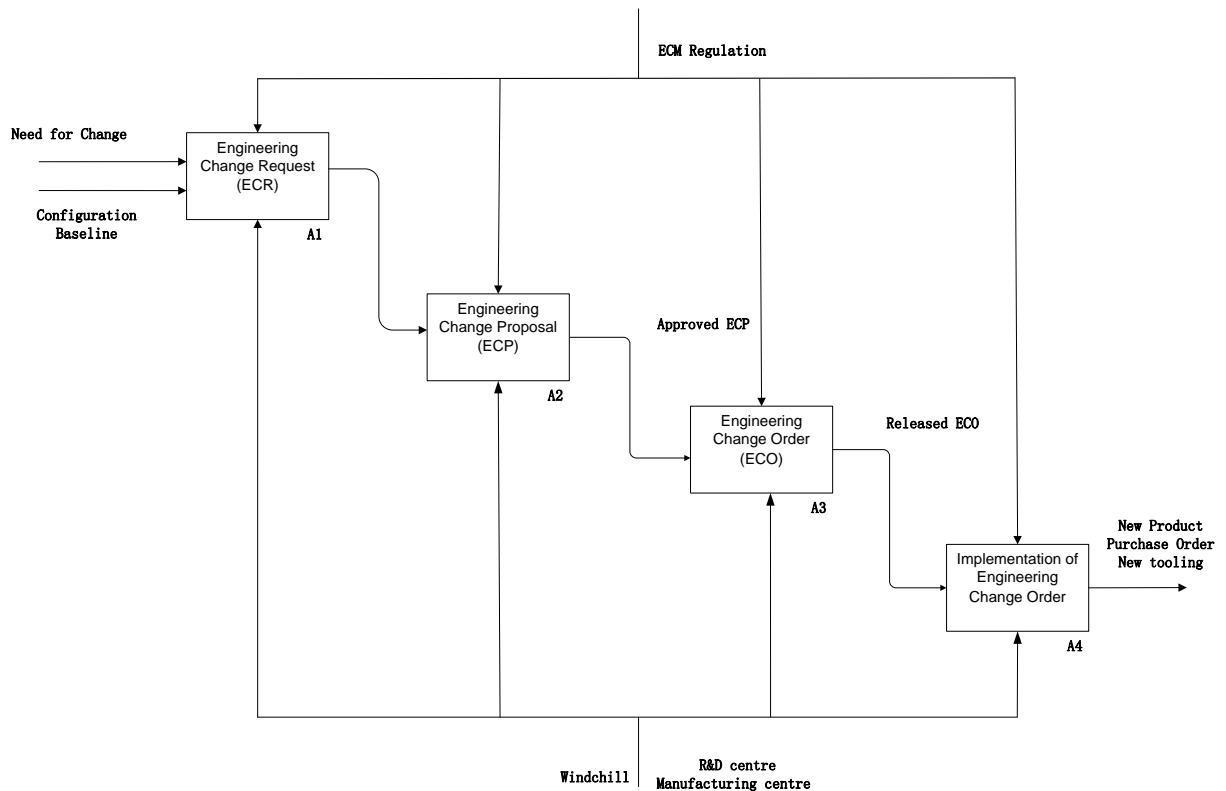 ECM Regulation
Need for Change
Engineering
Change Request
(ECR)
Configuration
Baseline
A1
Engineering
Change Proposal
(ECP)
A2
Approved ECP
Engineering
Change Order
(ECO)
A3
Released ECO
Implementation of
Engineering
Change Order
A4
New Product
Purchase Order
New tooling
Windchill
R&D centre
Manufacturing centre